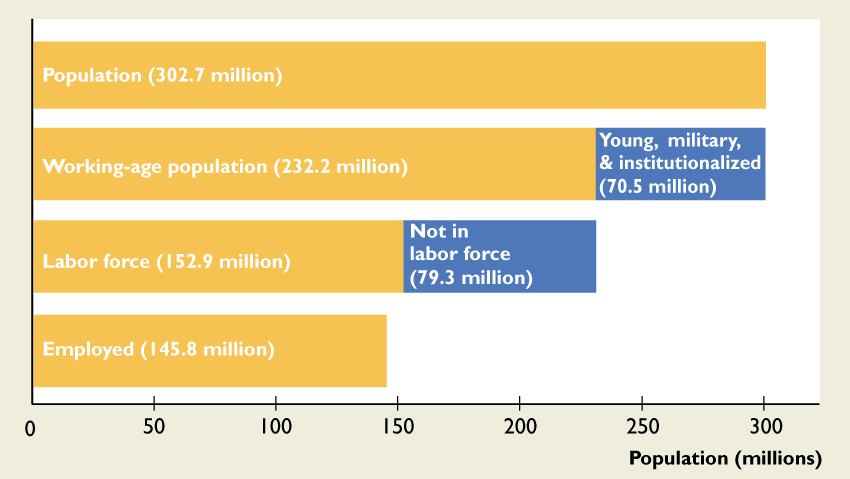 Population (302.7 million)
Working-age population (232.2 million)
Young, military,
& institutionalized
(70.5 million)
Labor force (152.9 million)
Not in
labor force
(79.3 million)
Employed (145.8 million)
0 50 100 150 200 250 300
Population (millions)